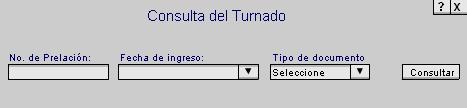 ? X
Consulta del Turnado
No. de Prelación: Fecha de ingreso: Tipo de documento
Seleccione Consultar